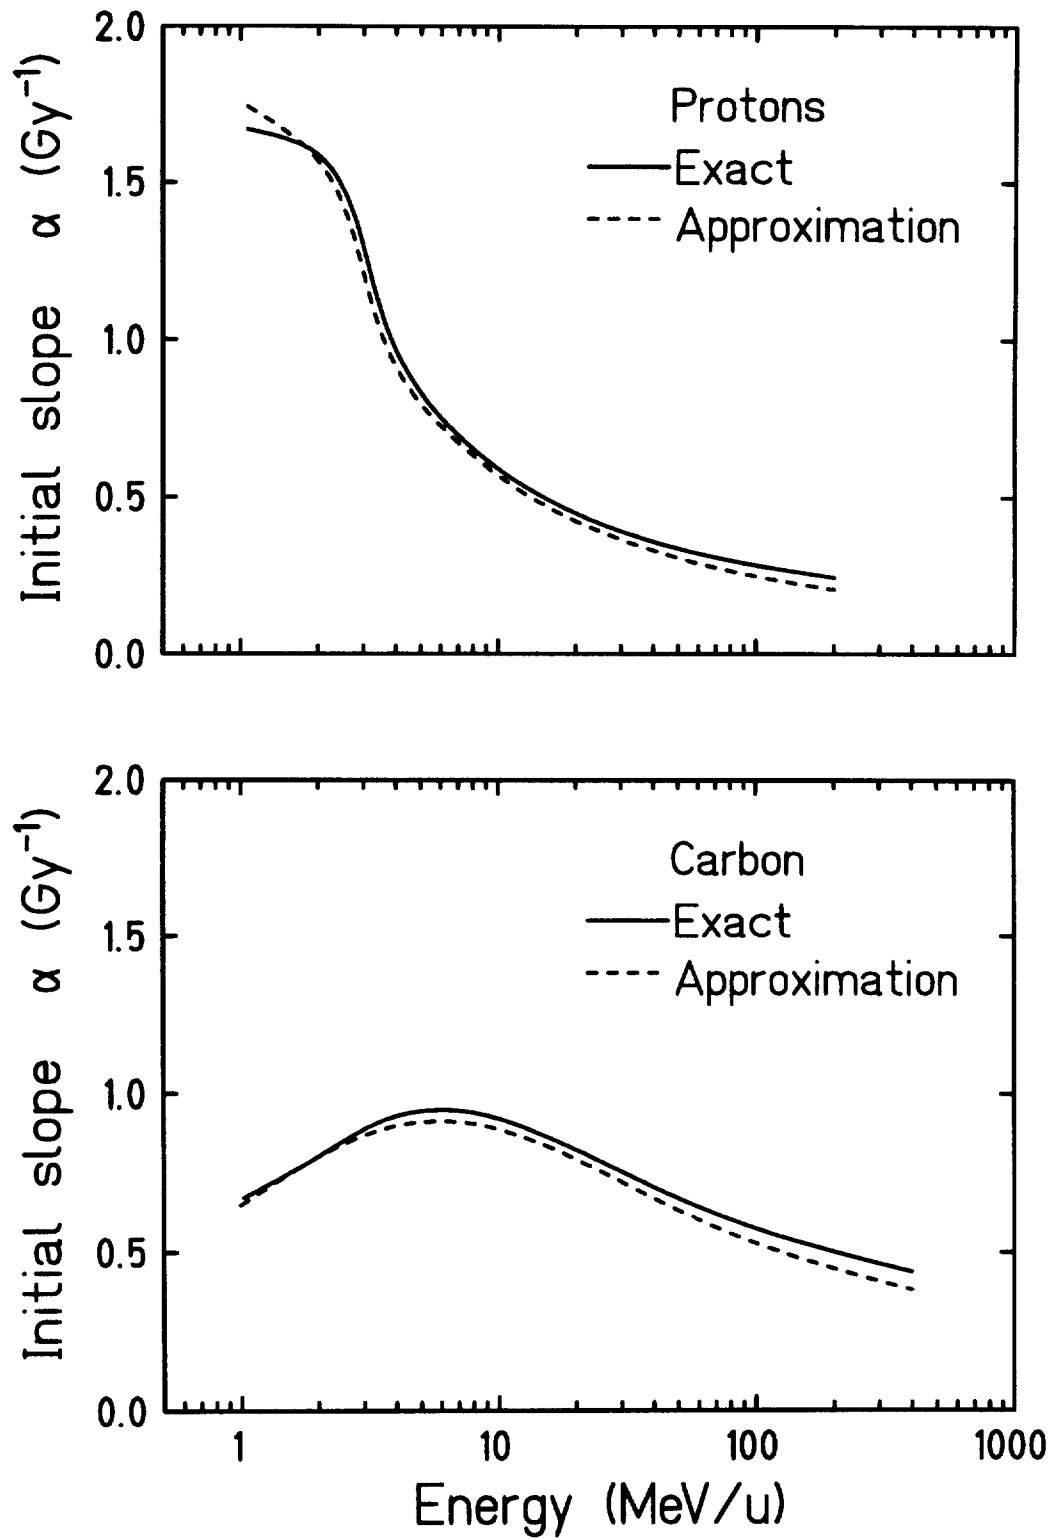 2.0
1.5
1.0
0.5
0.0
Initial slope α (Gy⁻¹)
Protons
Exact
Approximation
2.0
1.5
1.0
0.5
0.0
Initial slope α (Gy⁻¹)
Carbon
Exact
Approximation
1 10 100 1000
Energy (MeV/u)